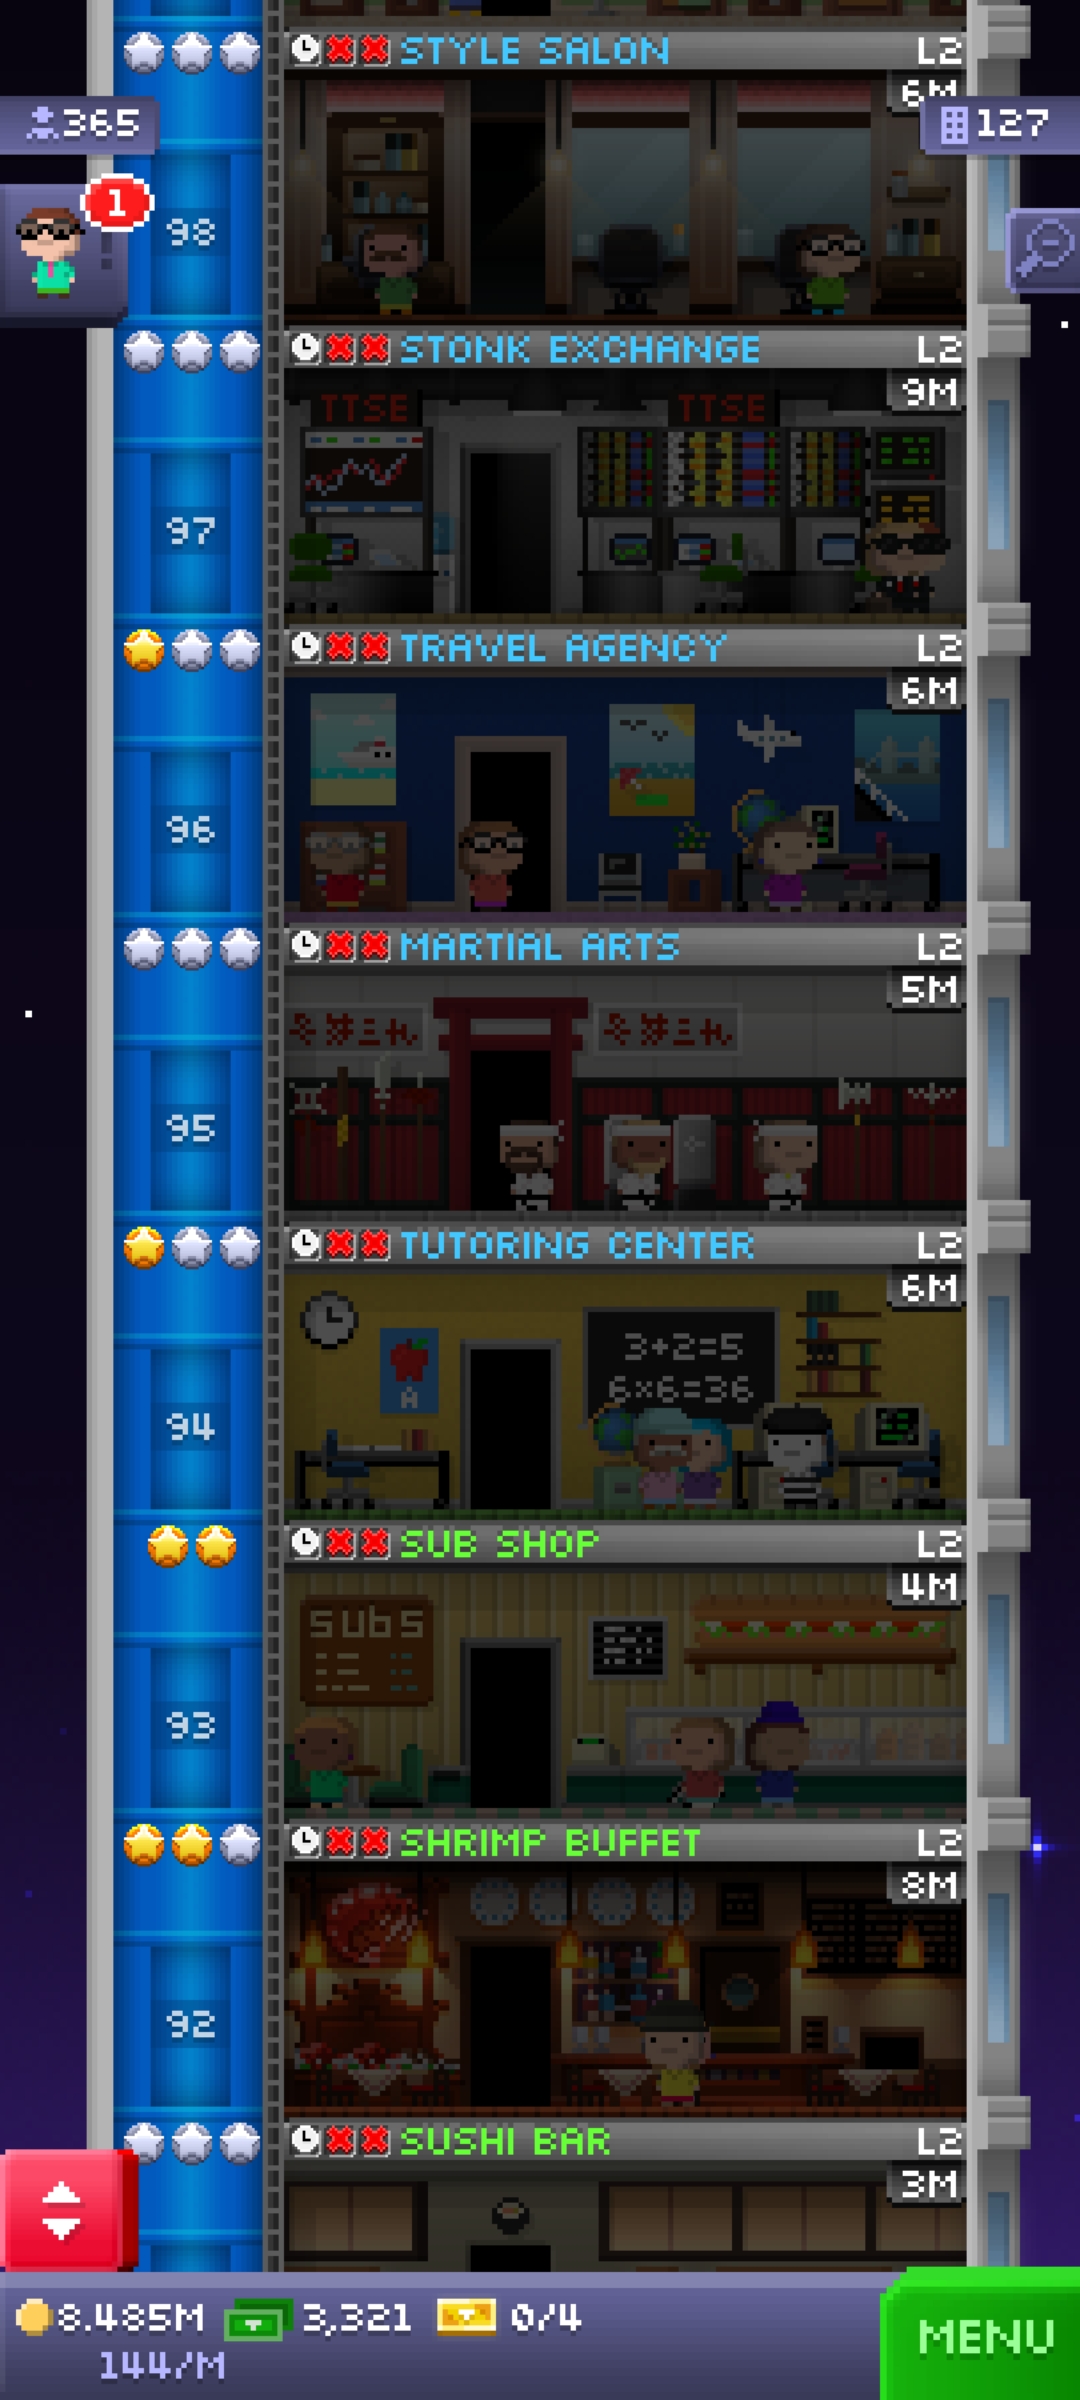 STYLE SALON L2
6M
365
127
1
98
STONK EXCHANGE L2
9M
TTSE TTSE
97
TRAVEL AGENCY L2
6M
96
MARTIAL ARTS L2
5M
95
TUTORING CENTER L2
6M
3+2=5
6×6=36
A
94
SUB SHOP L2
4M
SUBS
93
SHRIMP BUFFET L2
8M
92
SUSHI BAR L2
3M
8.485M 3,321 0/4
144/M
MENU